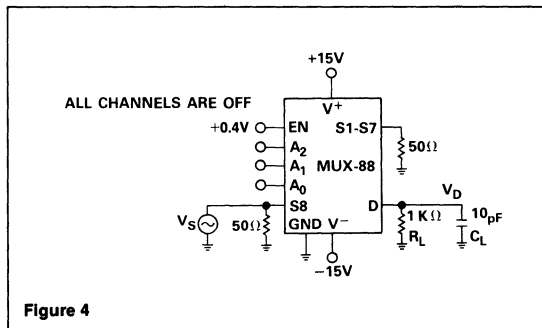 +15V
ALL CHANNELS ARE OFF
V+
+0.4V EN S1-S7
50Ω
A2
A1 MUX-88
A0
VD
S8 D
VS 50Ω 1 KΩ 10pF
GND V− RL CL
−15V
Figure 4